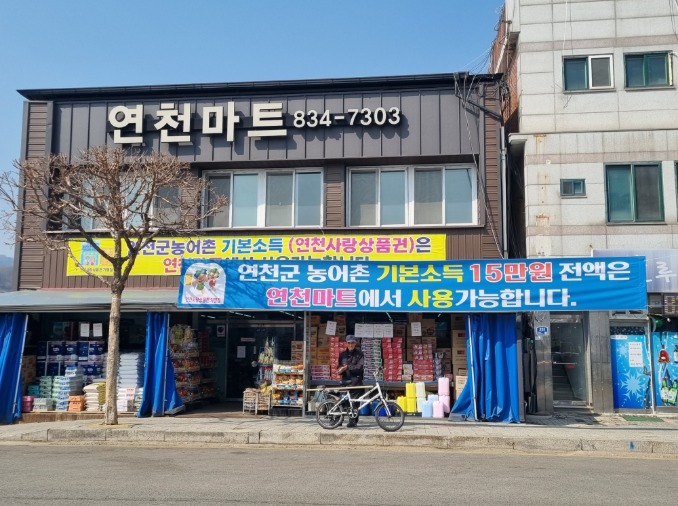 연천마트 834-7303
연천군농어촌 기본소득 (연천사랑상품권)은
연천군 농어촌 기본소득 15만원 전액은
연천마트에서 사용가능합니다.